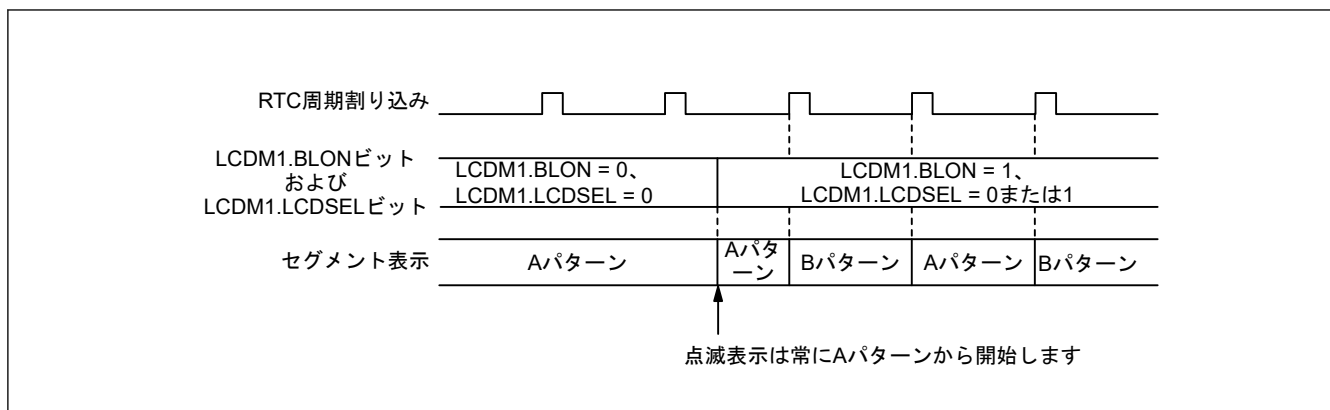 RTC周期割り込み
LCDM1.BLONビット
および
LCDM1.LCDSELビット
LCDM1.BLON = 0、
LCDM1.LCDSEL = 0
LCDM1.BLON = 1、
LCDM1.LCDSEL = 0または1
セグメント表示
Aパターン
Aパタ
ーン
Bパターン
Aパターン
Bパターン
点滅表示は常にAパターンから開始します